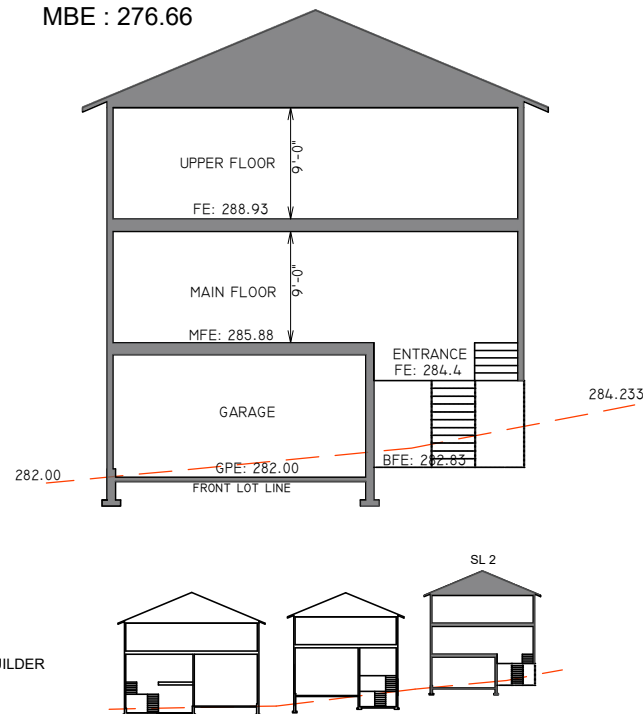 MBE : 276.66
UPPER FLOOR
9'-0"
FE: 288.93
MAIN FLOOR
9'-0"
MFE: 285.88
ENTRANCE
FE: 284.4
284.233
GARAGE
282.00
GPE: 282.00
BFE: 282.83
FRONT LOT LINE
SL 2
ILDER